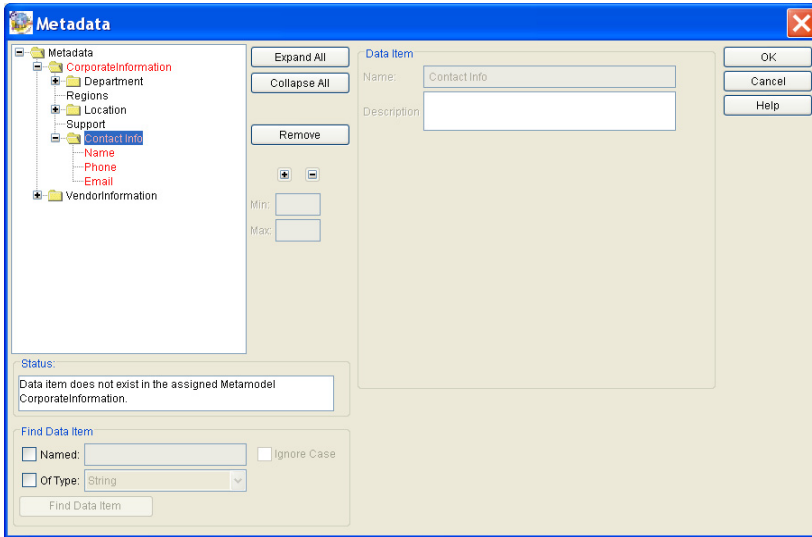 Metadata
Metadata
CorporateInformation
Department
Regions
Location
Support
Contact Info
Name
Phone
Email
VendorInformation
Expand All
Collapse All
Remove
Min:
Max:
Data Item
Name: Contact Info
Description
OK
Cancel
Help
Status:
Data item does not exist in the assigned Metamodel
CorporateInformation.
Find Data Item
Named: Ignore Case
Of Type: String
Find Data Item